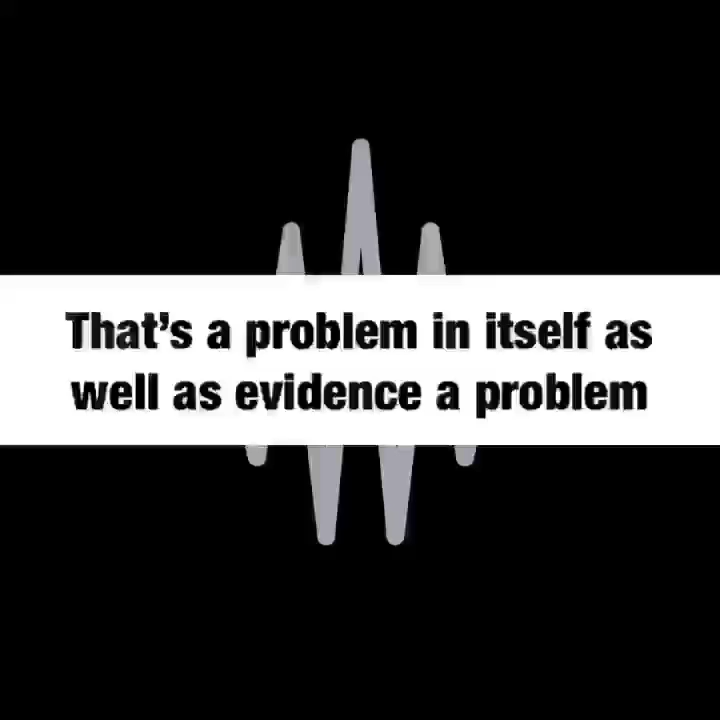 That's a problem in itself as
well as evidence a problem